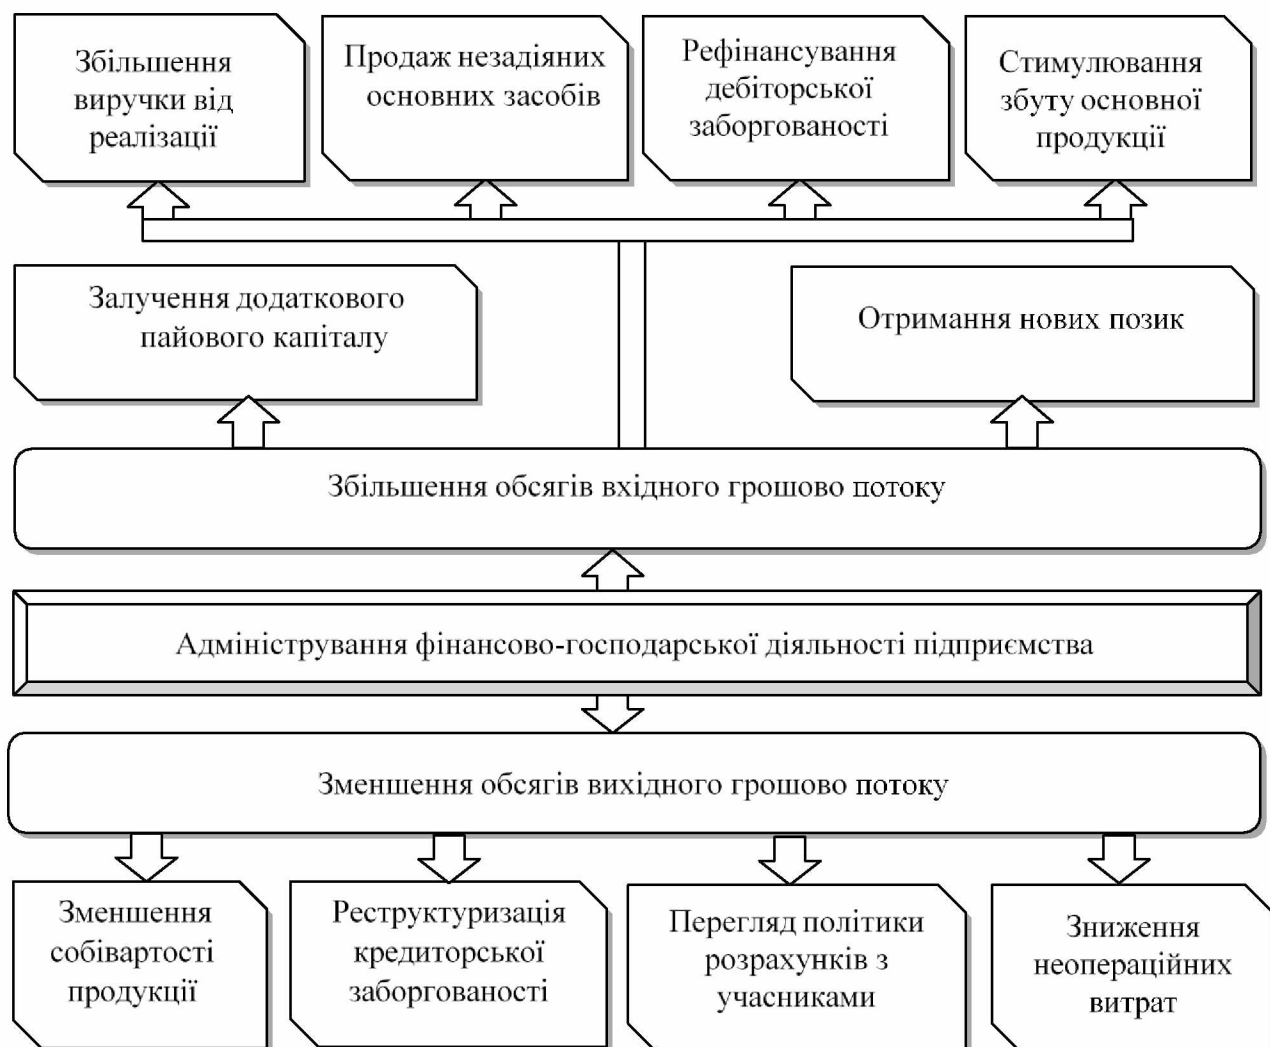 Збільшення
виручки від
реалізації
Продаж незадіяних
основних засобів
Рефінансування
дебіторської
заборгованості
Стимулювання
збуту основної
продукції
Залучення додаткового
пайового капіталу
Отримання нових позик
Збільшення обсягів вхідного грошово потоку
Адміністрування фінансово-господарської діяльності підприємства
Зменшення обсягів вихідного грошово потоку
Зменшення
собівартості
продукції
Реструктуризація
кредиторської
заборгованості
Перегляд політики
розрахунків з
учасниками
Зниження
неопераційних
витрат